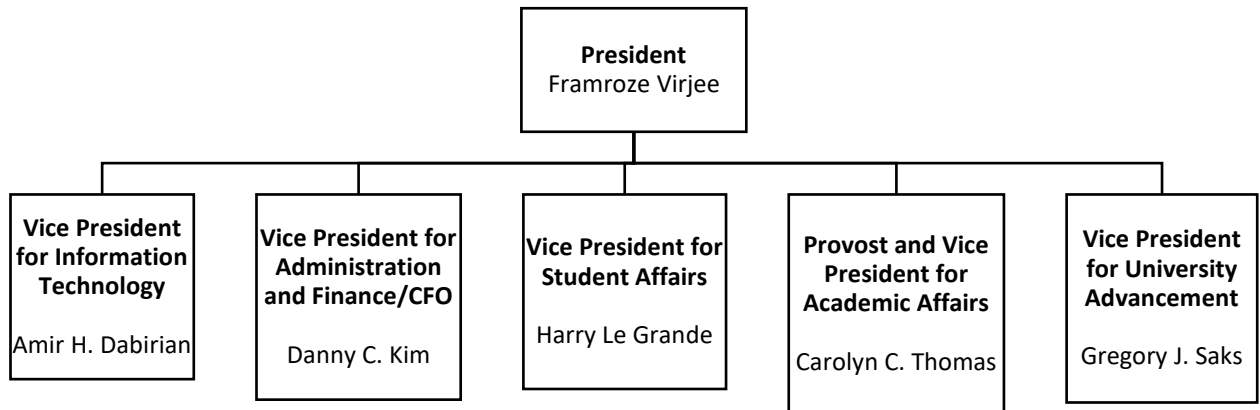 President
Framroze Virjee
Vice President
for Information
Technology
Amir H. Dabirian
Vice President for
Administration
and Finance/CFO
Danny C. Kim
Vice President for
Student Affairs
Harry Le Grande
Provost and Vice
President for
Academic Affairs
Carolyn C. Thomas
Vice President
for University
Advancement
Gregory J. Saks